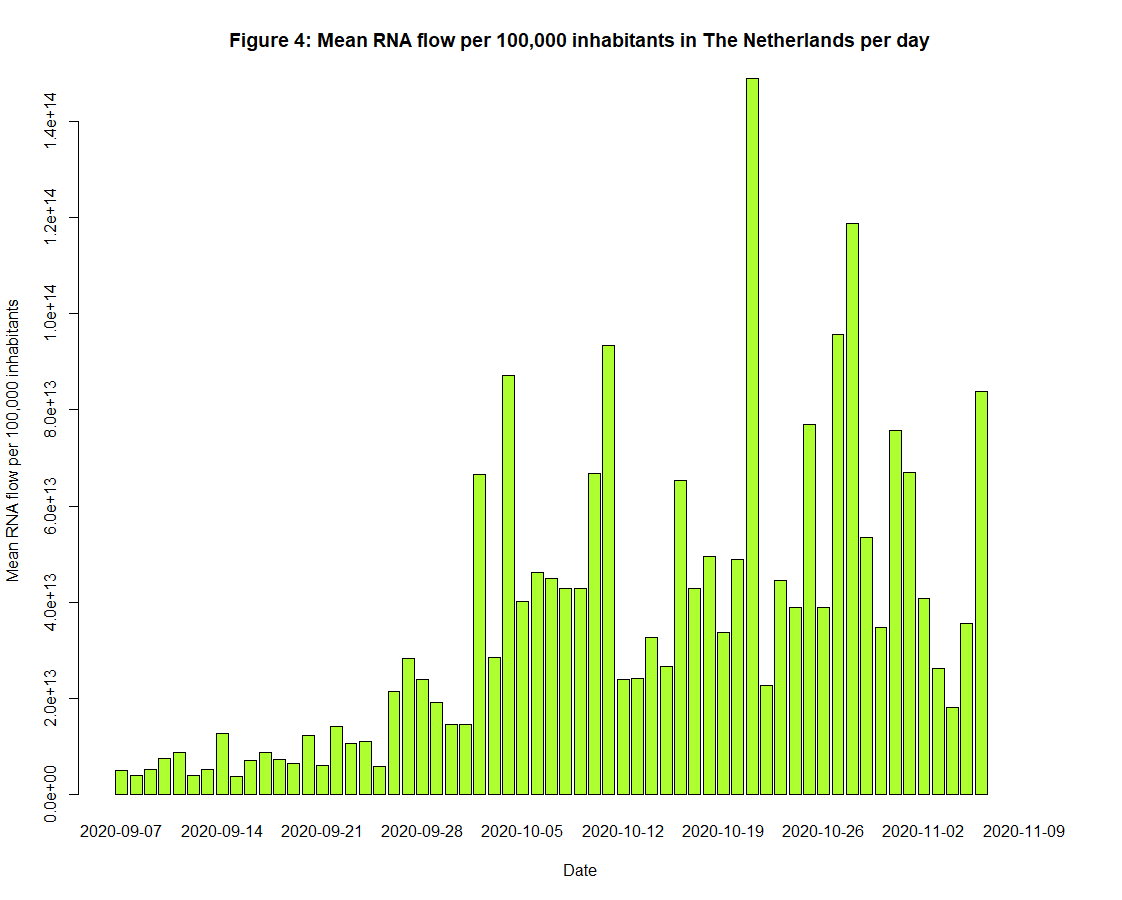 Figure 4: Mean RNA flow per 100,000 inhabitants in The Netherlands per day
Mean RNA flow per 100,000 inhabitants
1.4e+14
1.2e+14
1.0e+14
8.0e+13
6.0e+13
4.0e+13
2.0e+13
0.0e+00
2020-09-07 2020-09-14 2020-09-21 2020-09-28 2020-10-05 2020-10-12 2020-10-19 2020-10-26 2020-11-02 2020-11-09
Date